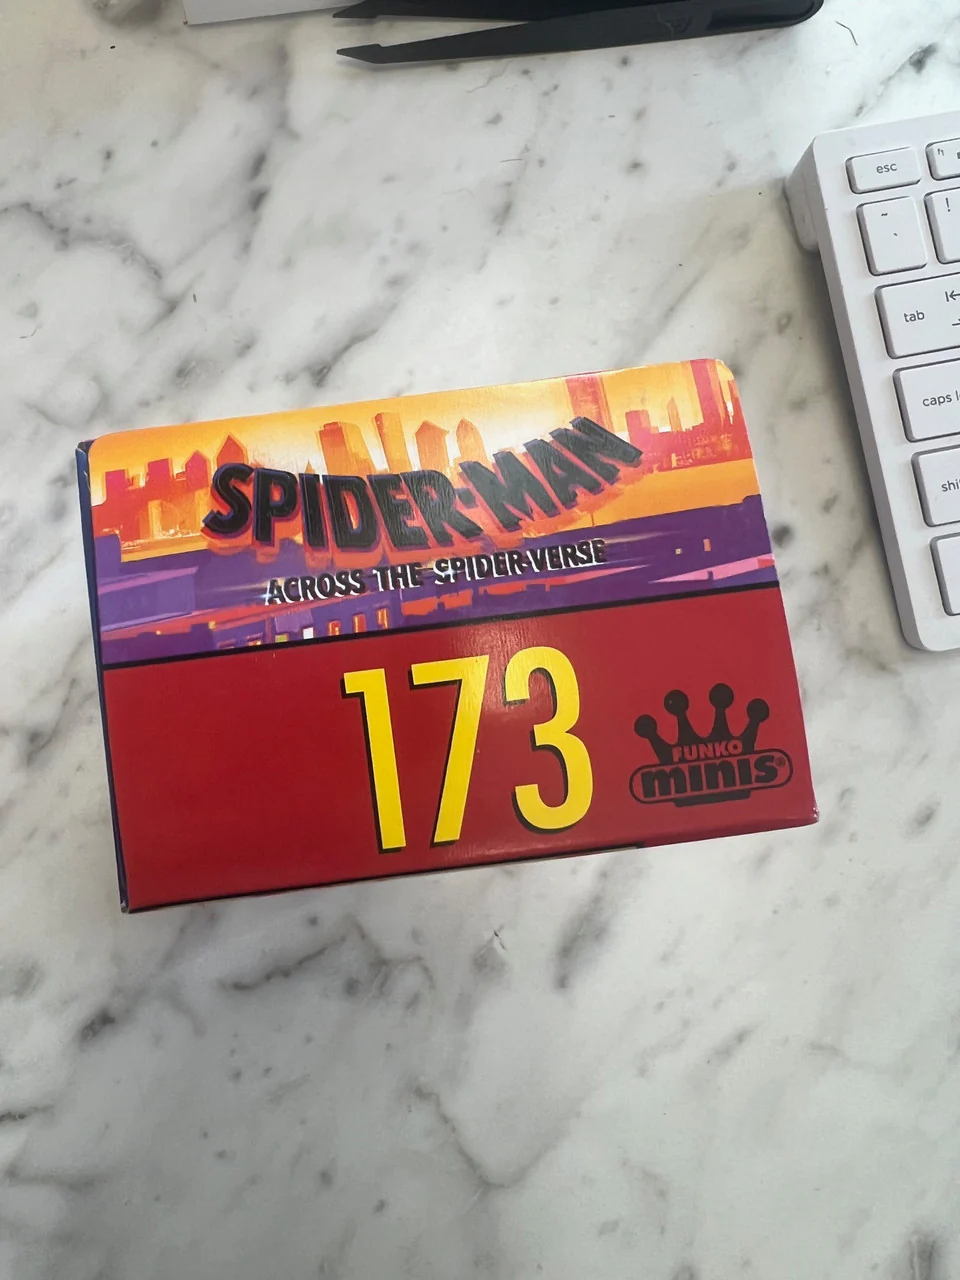 SPIDER-MAN
ACROSS THE SPIDER-VERSE
173
FUNKO
minis®
esc
~
`
!
tab
caps